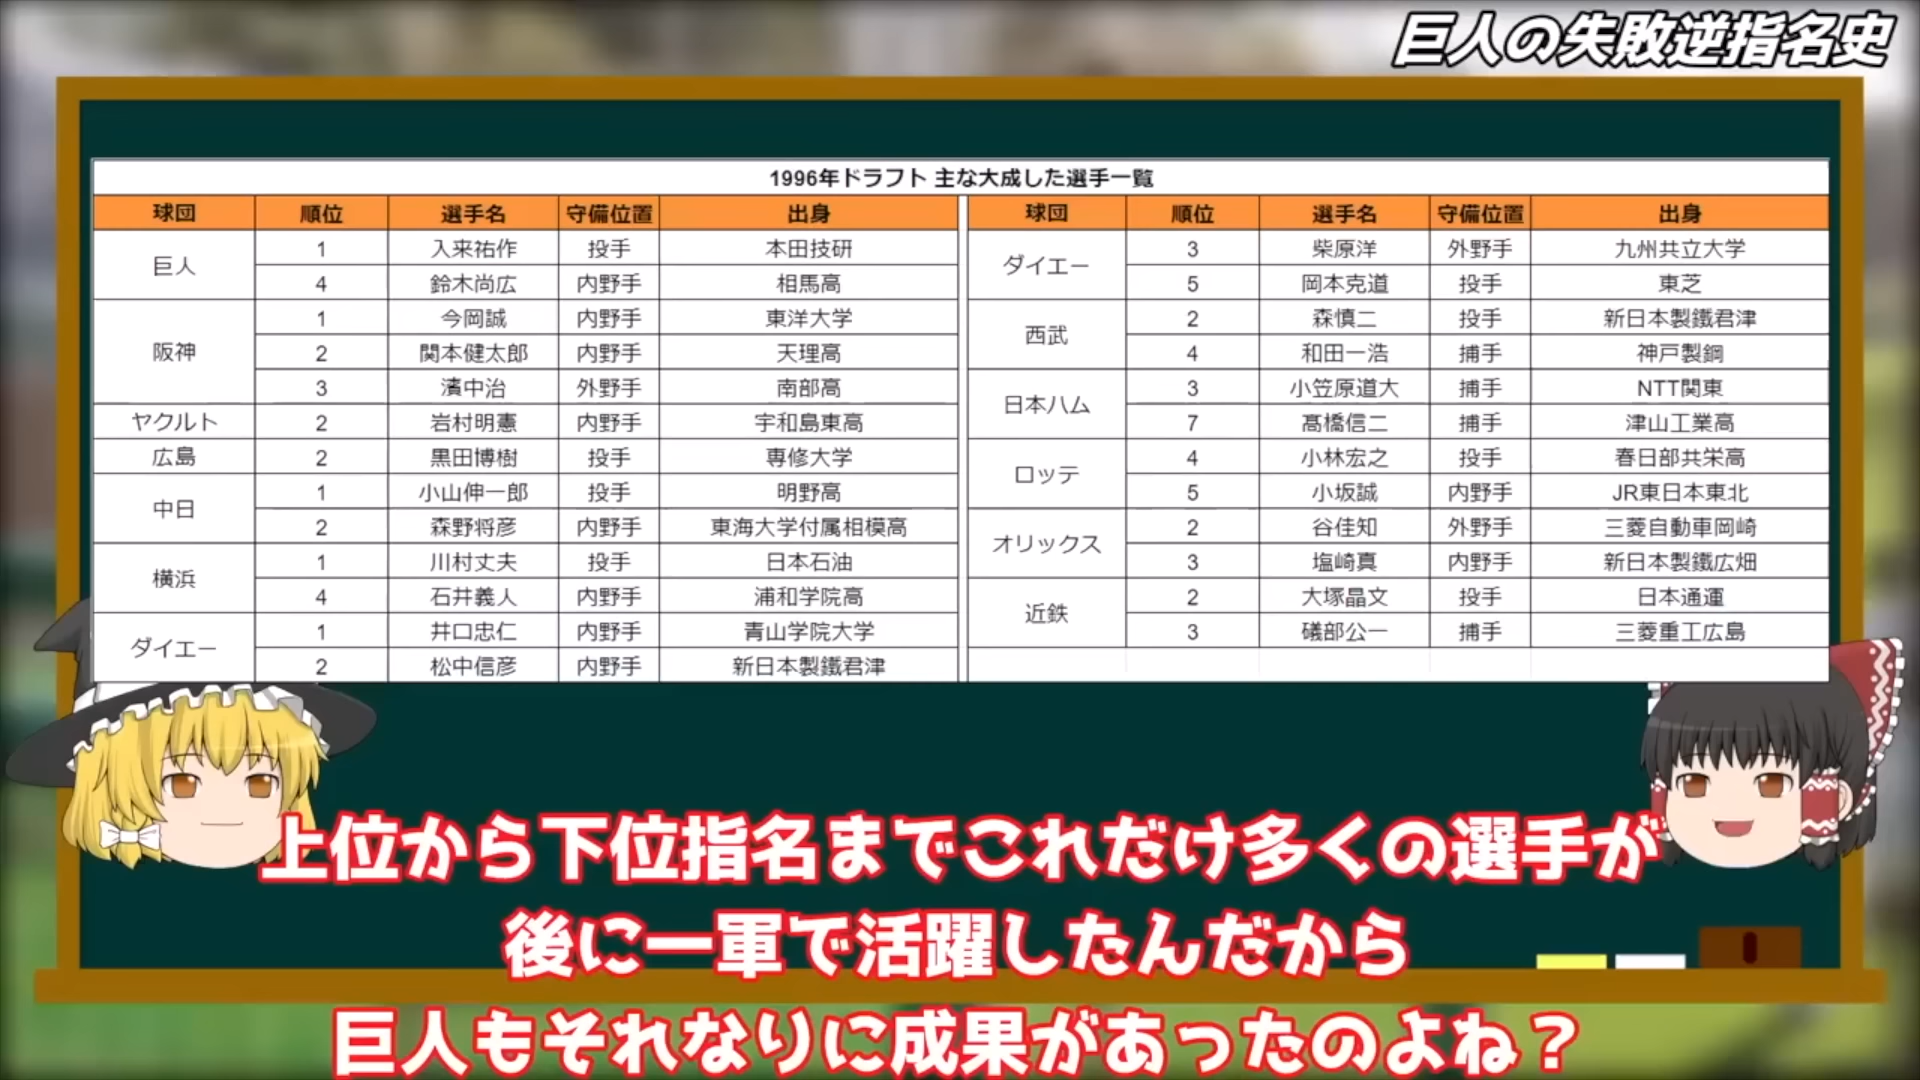 巨人の失敗逆指名史
1996年ドラフト 主な大成した選手一覧
球団 順位 選手名 守備位置 出身
巨人 1 入来祐作 投手 本田技研
4 鈴木尚広 内野手 相馬高
阪神 1 今岡誠 内野手 東洋大学
2 関本健太郎 内野手 天理高
3 濱中治 外野手 南部高
ヤクルト 2 岩村明憲 内野手 宇和島東高
広島 2 黒田博樹 投手 専修大学
中日 1 小山伸一郎 投手 明野高
2 森野将彦 内野手 東海大学付属相模高
横浜 1 川村丈夫 投手 日本石油
4 石井義人 内野手 浦和学院高
ダイエー 1 井口忠仁 内野手 青山学院大学
2 松中信彦 内野手 新日本製鐵君津
球団 順位 選手名 守備位置 出身
ダイエー 3 柴原洋 外野手 九州共立大学
5 岡本克道 投手 東芝
西武 2 森慎二 投手 新日本製鐵君津
4 和田一浩 捕手 神戸製鋼
日本ハム 3 小笠原道大 捕手 NTT関東
7 髙橋信二 捕手 津山工業高
ロッテ 4 小林宏之 投手 春日部共栄高
5 小坂誠 内野手 JR東日本東北
オリックス 2 谷佳知 外野手 三菱自動車岡崎
3 塩崎真 内野手 新日本製鐵広畑
近鉄 2 大塚晶文 投手 日本通運
3 礒部公一 捕手 三菱重工広島
上位から下位指名までこれだけ多くの選手が
後に一軍で活躍したんだから
巨人もそれなりに成果があったのよね？